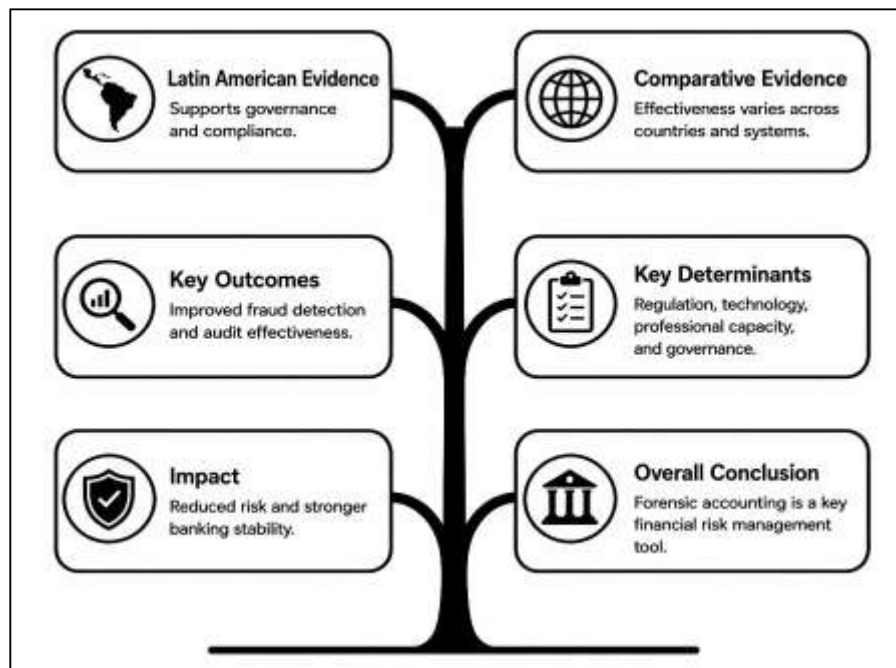 Latin American Evidence
Supports governance
and compliance.
Comparative Evidence
Effectiveness varies across
countries and systems.
Key Outcomes
Improved fraud detection
and audit effectiveness.
Key Determinants
Regulation, technology,
professional capacity,
and governance.
Impact
Reduced risk and stronger
banking stability.
Overall Conclusion
Forensic accounting is a key
financial risk management
tool.